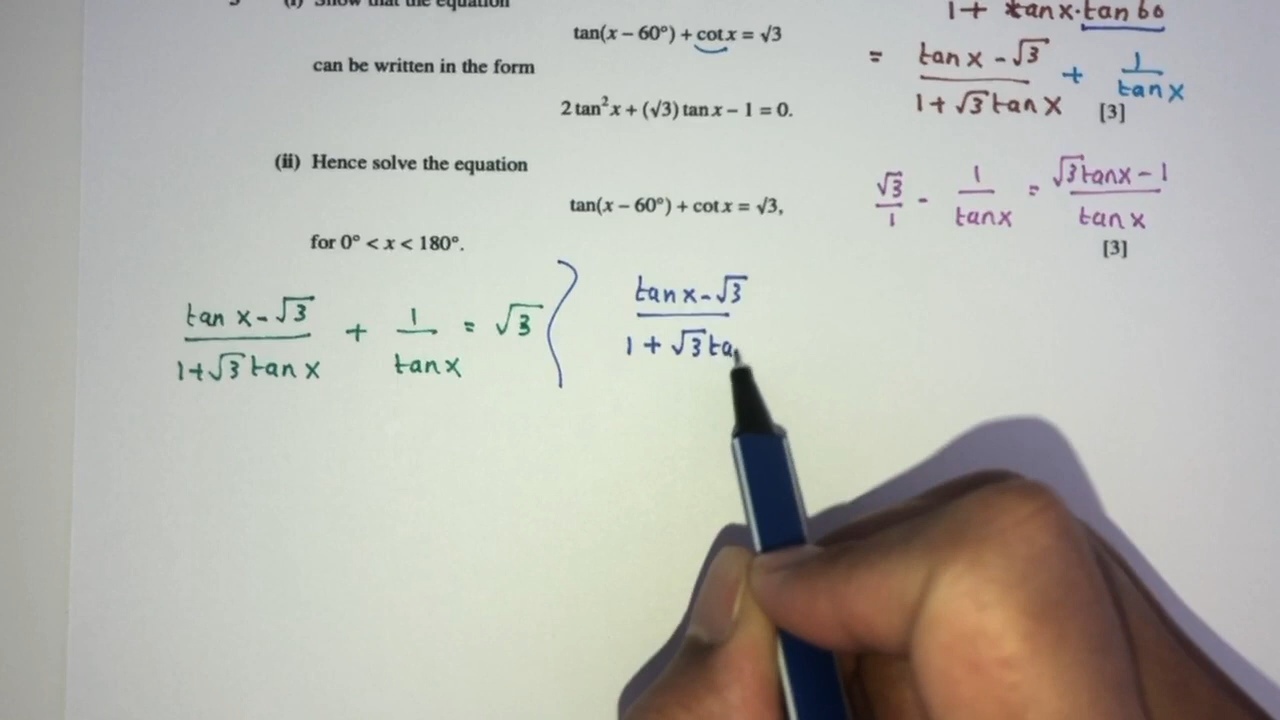 (i) Show that the equation
tan(x − 60°) + cot x = √3
can be written in the form
2 tan²x + (√3) tan x − 1 = 0.
[3]
(ii) Hence solve the equation
tan(x − 60°) + cot x = √3,
for 0° < x < 180°.
[3]
1 + tan x · tan 60
= tan x - √3 / 1 + √3 tan x + 1 / tan x
√3 / 1 - 1 / tan x = √3 tan x - 1 / tan x
tan x - √3 / 1 + √3 tan x + 1 / tan x = √3
tan x - √3
1 + √3 ta